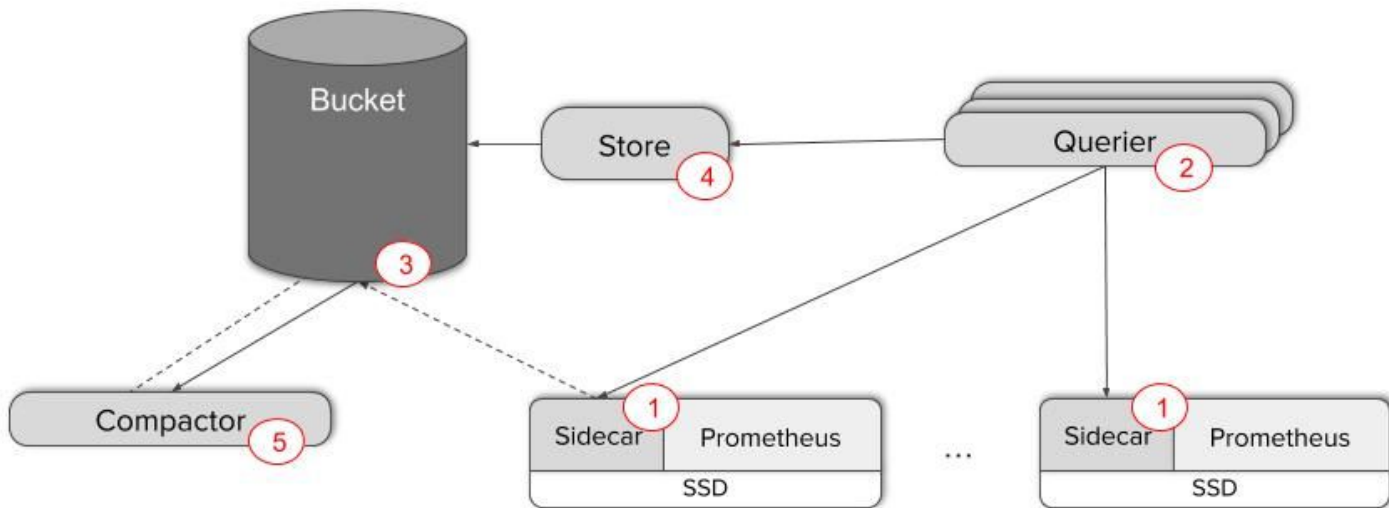 Bucket
Store
4
Querier
2
3
Compactor
5
Sidecar
1
Prometheus
SSD
...
Sidecar
1
Prometheus
SSD